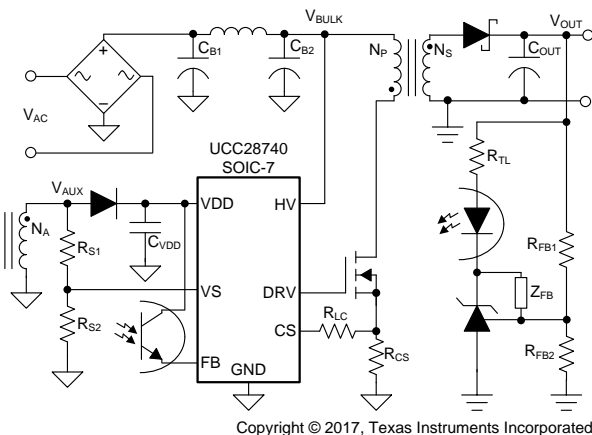 VBULK
VOUT
CB1
CB2
NP
NS
COUT
VAC
UCC28740
SOIC-7
RTL
VAUX
VDD
HV
NA
CVDD
RS1
RFB1
ZFB
VS
DRV
RLC
RS2
CS
FB
RCS
RFB2
GND
Copyright © 2017, Texas Instruments Incorporated